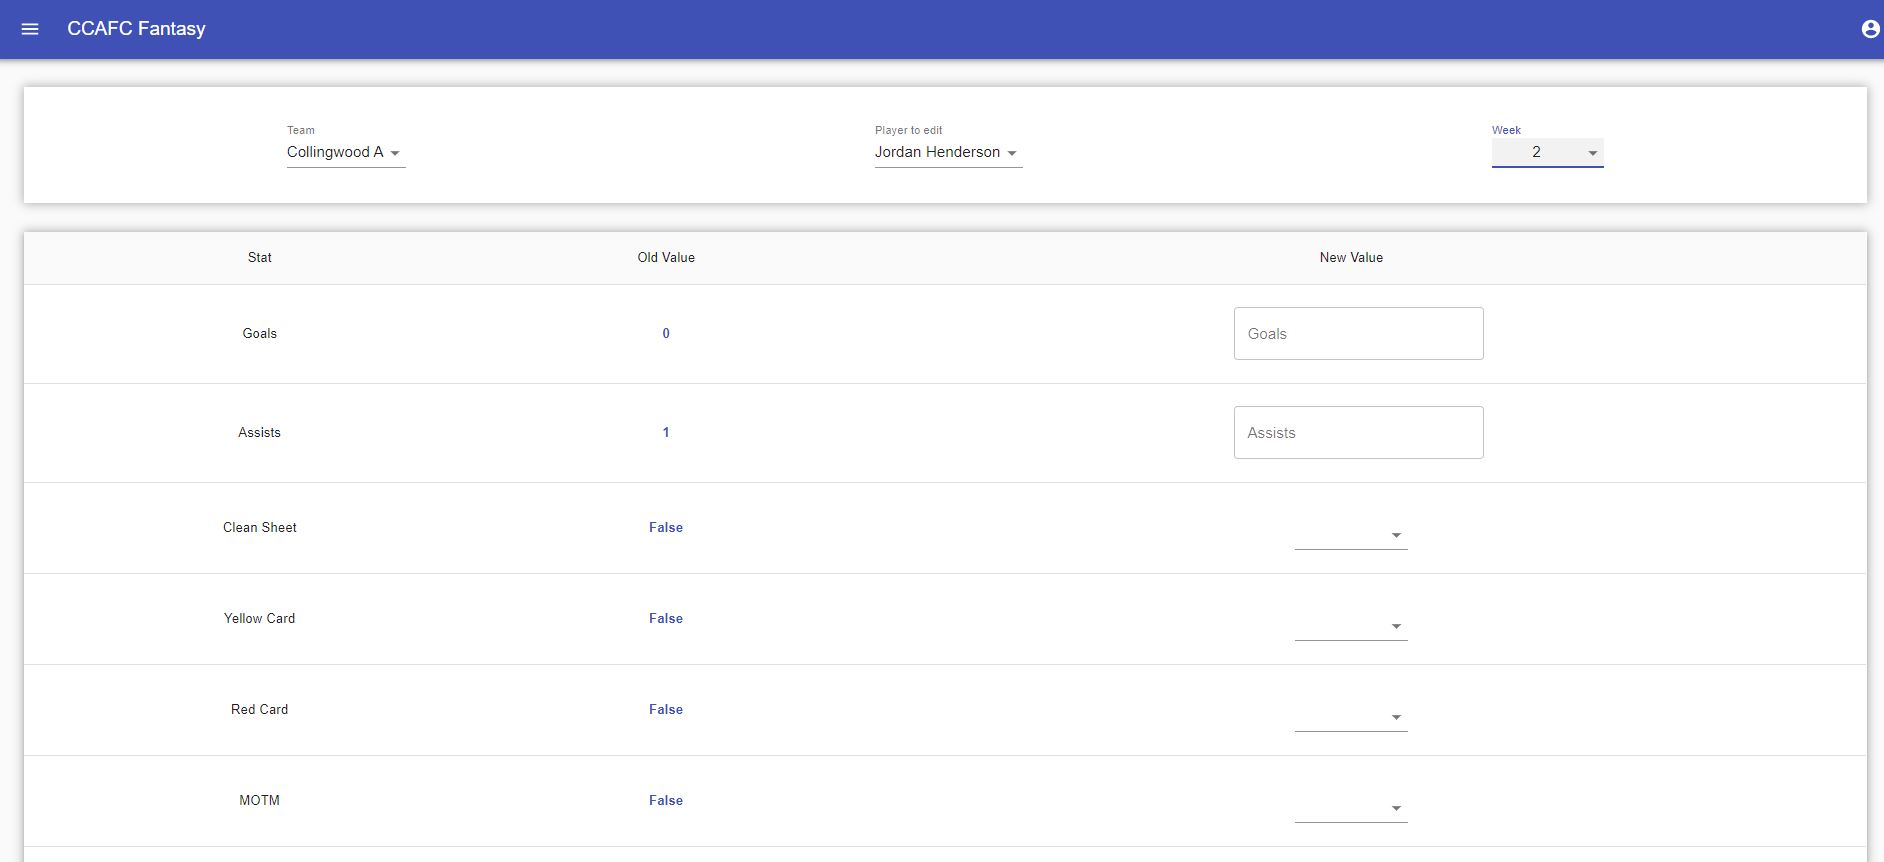 CCAFC Fantasy
Team
Player to edit
Week
Collingwood A
Jordan Henderson
2
Stat
Old Value
New Value
Goals
0
Goals
Assists
1
Assists
Clean Sheet
False
Yellow Card
False
Red Card
False
MOTM
False